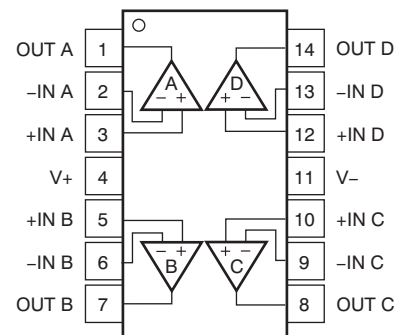 OUT A 1 14 OUT D
−IN A 2 A D 13 −IN D
− + + −
+IN A 3 12 +IN D
V+ 4 11 V−
+IN B 5 10 +IN C
− + + −
−IN B 6 B C 9 −IN C
OUT B 7 8 OUT C